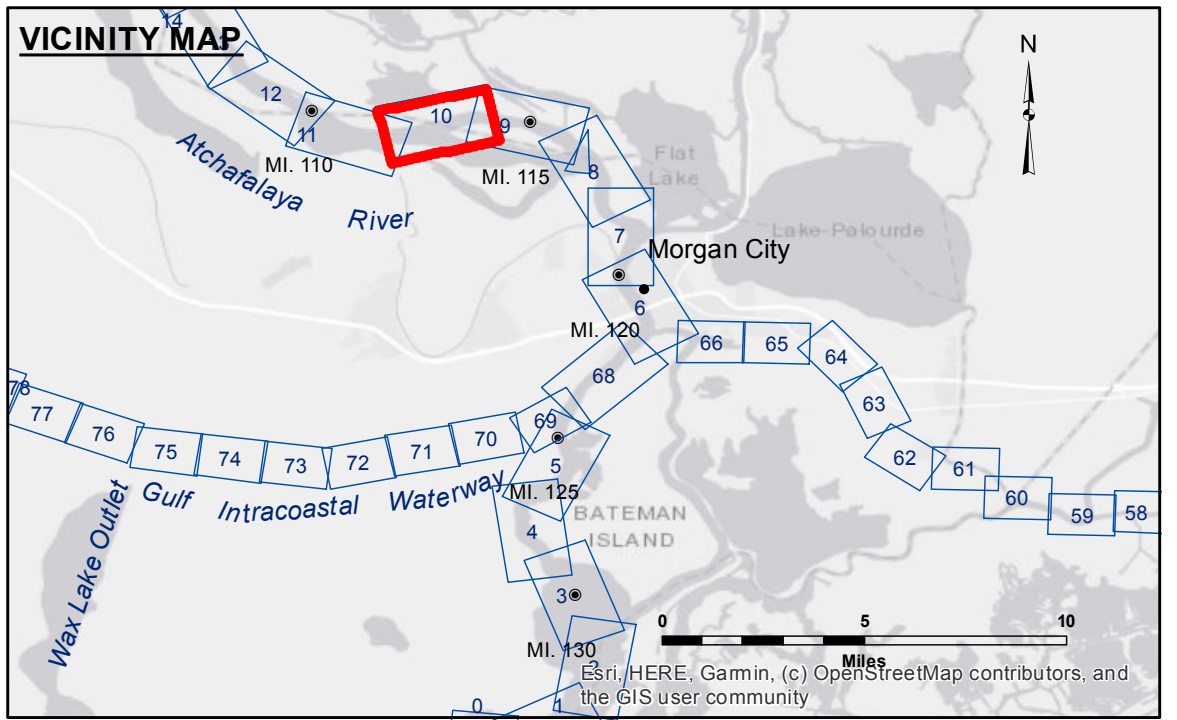 14
VICINITY MAP
N
12
10
9
11
8
MI. 110
MI. 115
Flat
Lake
Atchafalaya
River
7
Lake Palourde
Morgan City
6
MI. 120
66
65
64
68
63
78
77
76
75
74
73
72
71
70
69
5
62
61
60
59
58
Gulf
Intracoastal
Waterway
MI. 125
Wax Lake Outlet
4
BATEMAN
ISLAND
3
0
5
10
MI. 130
2
Miles
Esri, HERE, Garmin, (c) OpenStreetMap contributors, and
the GIS user community
0
1